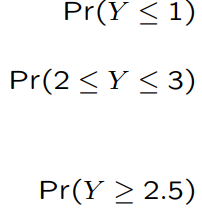 Pr(Y ≤ 1)
Pr(2 ≤ Y ≤ 3)
Pr(Y ≥ 2.5)